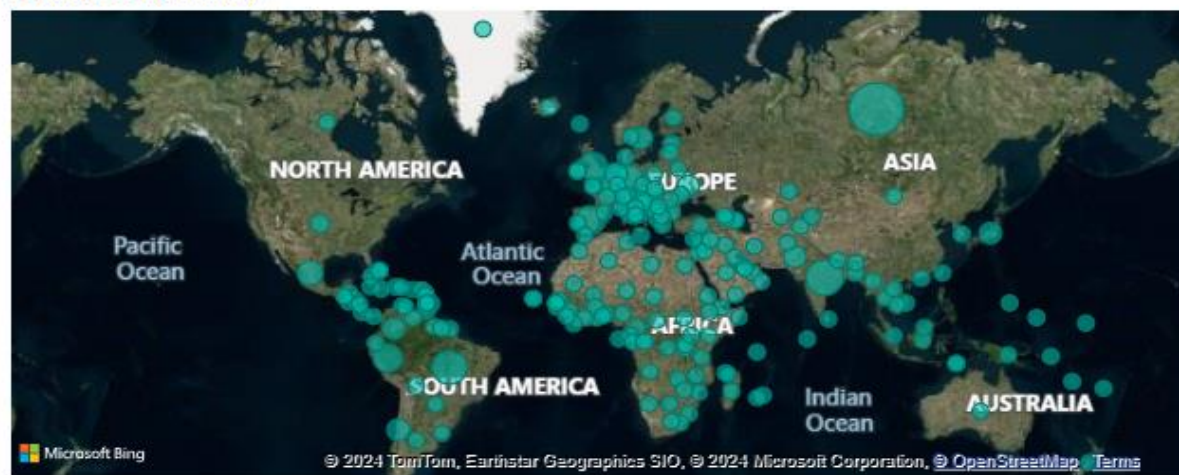 NORTH AMERICA
EUROPE
ASIA
Pacific
Ocean
Atlantic
Ocean
AFRICA
SOUTH AMERICA
Indian
Ocean
AUSTRALIA
Microsoft Bing
© 2024 TomTom, Earthstar Geographics SIO, © 2024 Microsoft Corporation, © OpenStreetMap Terms